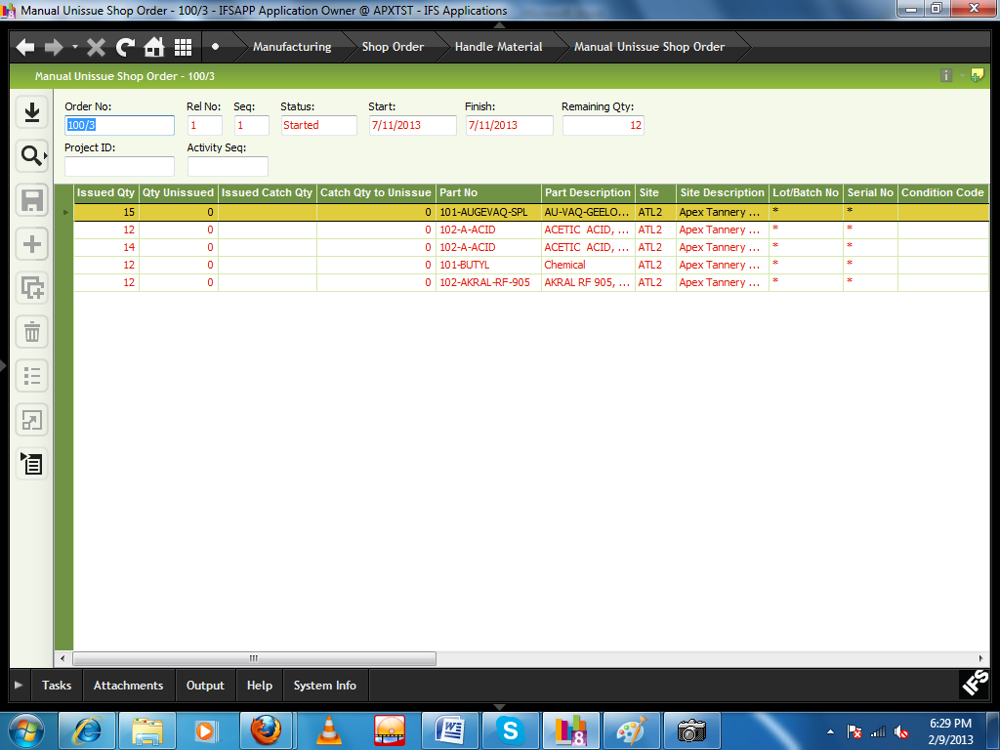 Manual Unissue Shop Order - 100/3 - IFSAPP Application Owner @ APXTST - IFS Applications
Manufacturing Shop Order Handle Material Manual Unissue Shop Order
Manual Unissue Shop Order - 100/3
Order No: Rel No: Seq: Status: Start: Finish: Remaining Qty:
100/3 1 1 Started 7/11/2013 7/11/2013 12
Project ID: Activity Seq:
Issued Qty Qty Unissued Issued Catch Qty Catch Qty to Unissue Part No Part Description Site Site Description Lot/Batch No Serial No Condition Code
15 0 0 101-AUGEVAQ-SPL AU-VAQ-GEELO... ATL2 Apex Tannery ... * *
12 0 0 102-A-ACID ACETIC ACID, ... ATL2 Apex Tannery ... * *
14 0 0 102-A-ACID ACETIC ACID, ... ATL2 Apex Tannery ... * *
12 0 0 101-BUTYL Chemical ATL2 Apex Tannery ... * *
12 0 0 102-AKRAL-RF-905 AKRAL RF 905, ... ATL2 Apex Tannery ... * *
Tasks Attachments Output Help System Info
IFS
6:29 PM
2/9/2013